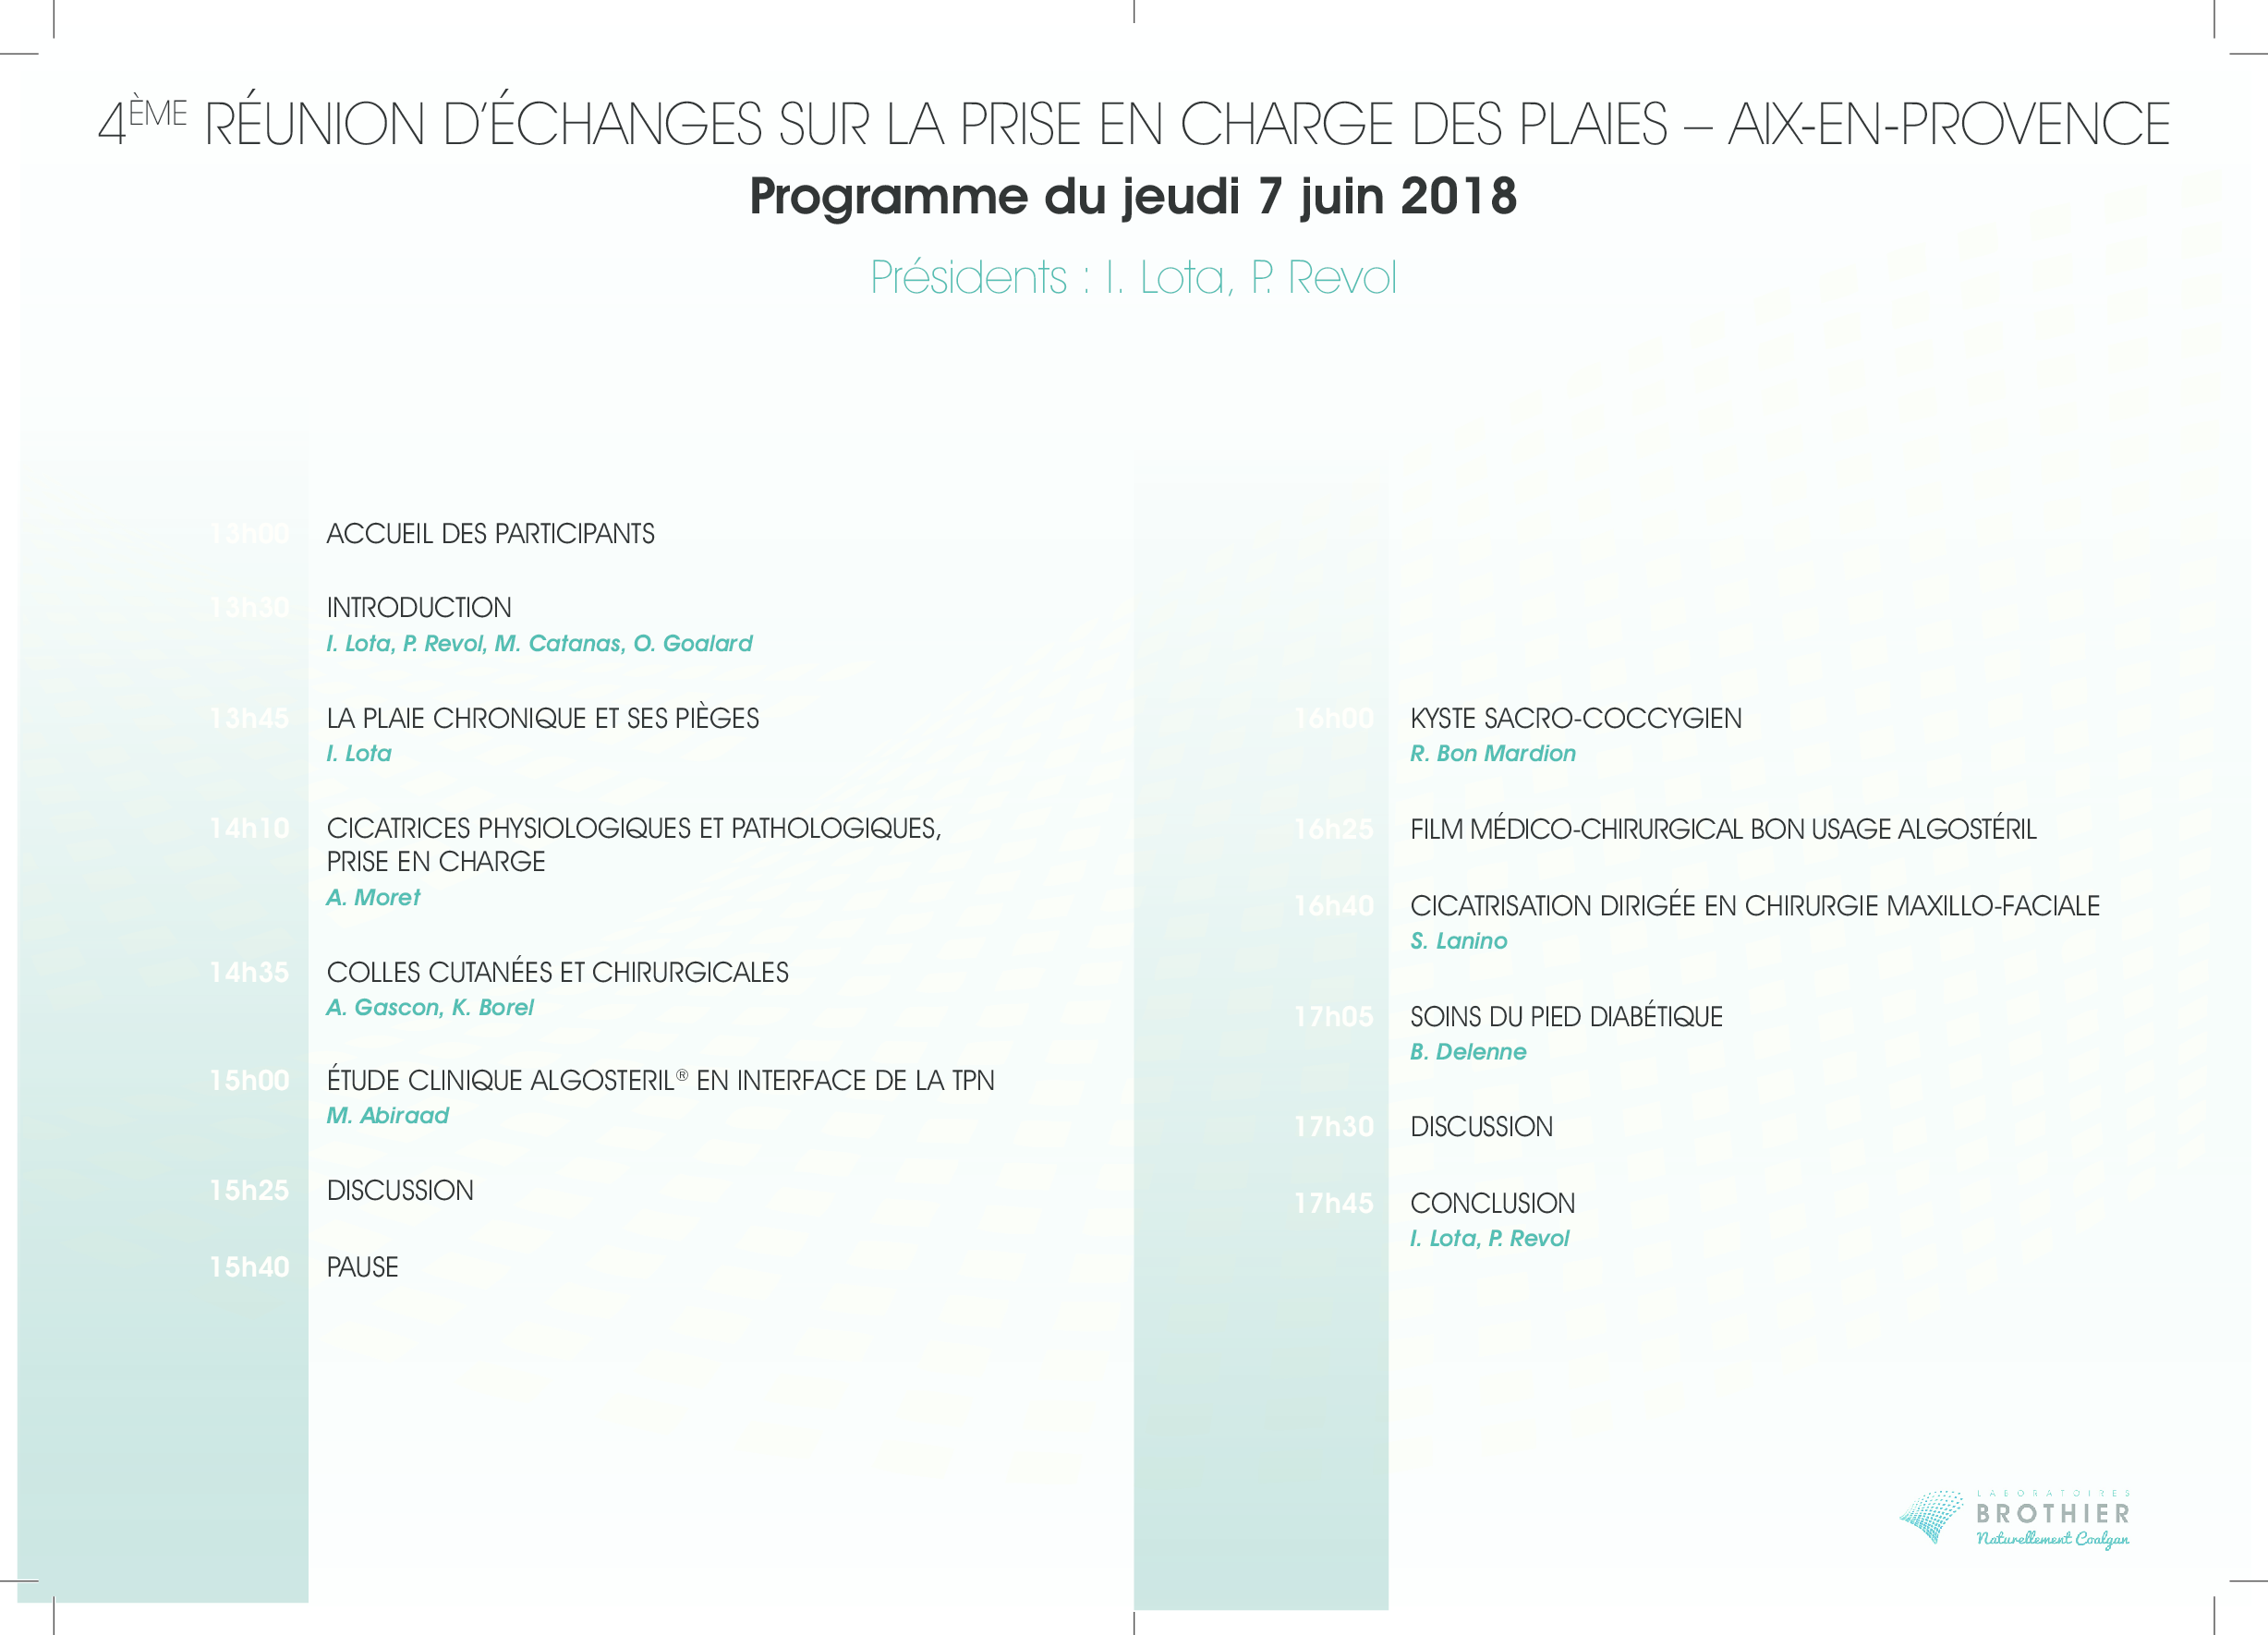 4ÈME RÉUNION D'ÉCHANGES SUR LA PRISE EN CHARGE DES PLAIES – AIX-EN-PROVENCE
Programme du jeudi 7 juin 2018
Présidents : I. Lota, P. Revol
13h00 ACCUEIL DES PARTICIPANTS
13h30 INTRODUCTION
I. Lota, P. Revol, M. Catanas, O. Goalard
13h45 LA PLAIE CHRONIQUE ET SES PIÈGES
I. Lota
14h10 CICATRICES PHYSIOLOGIQUES ET PATHOLOGIQUES,
PRISE EN CHARGE
A. Moret
14h35 COLLES CUTANÉES ET CHIRURGICALES
A. Gascon, K. Borel
15h00 ÉTUDE CLINIQUE ALGOSTERIL® EN INTERFACE DE LA TPN
M. Abiraad
15h25 DISCUSSION
15h40 PAUSE
16h00 KYSTE SACRO-COCCYGIEN
R. Bon Mardion
16h25 FILM MÉDICO-CHIRURGICAL BON USAGE ALGOSTÉRIL
16h40 CICATRISATION DIRIGÉE EN CHIRURGIE MAXILLO-FACIALE
S. Lanino
17h05 SOINS DU PIED DIABÉTIQUE
B. Delenne
17h30 DISCUSSION
17h45 CONCLUSION
I. Lota, P. Revol
LABORATOIRES
BROTHIER
Naturellement Coalgan